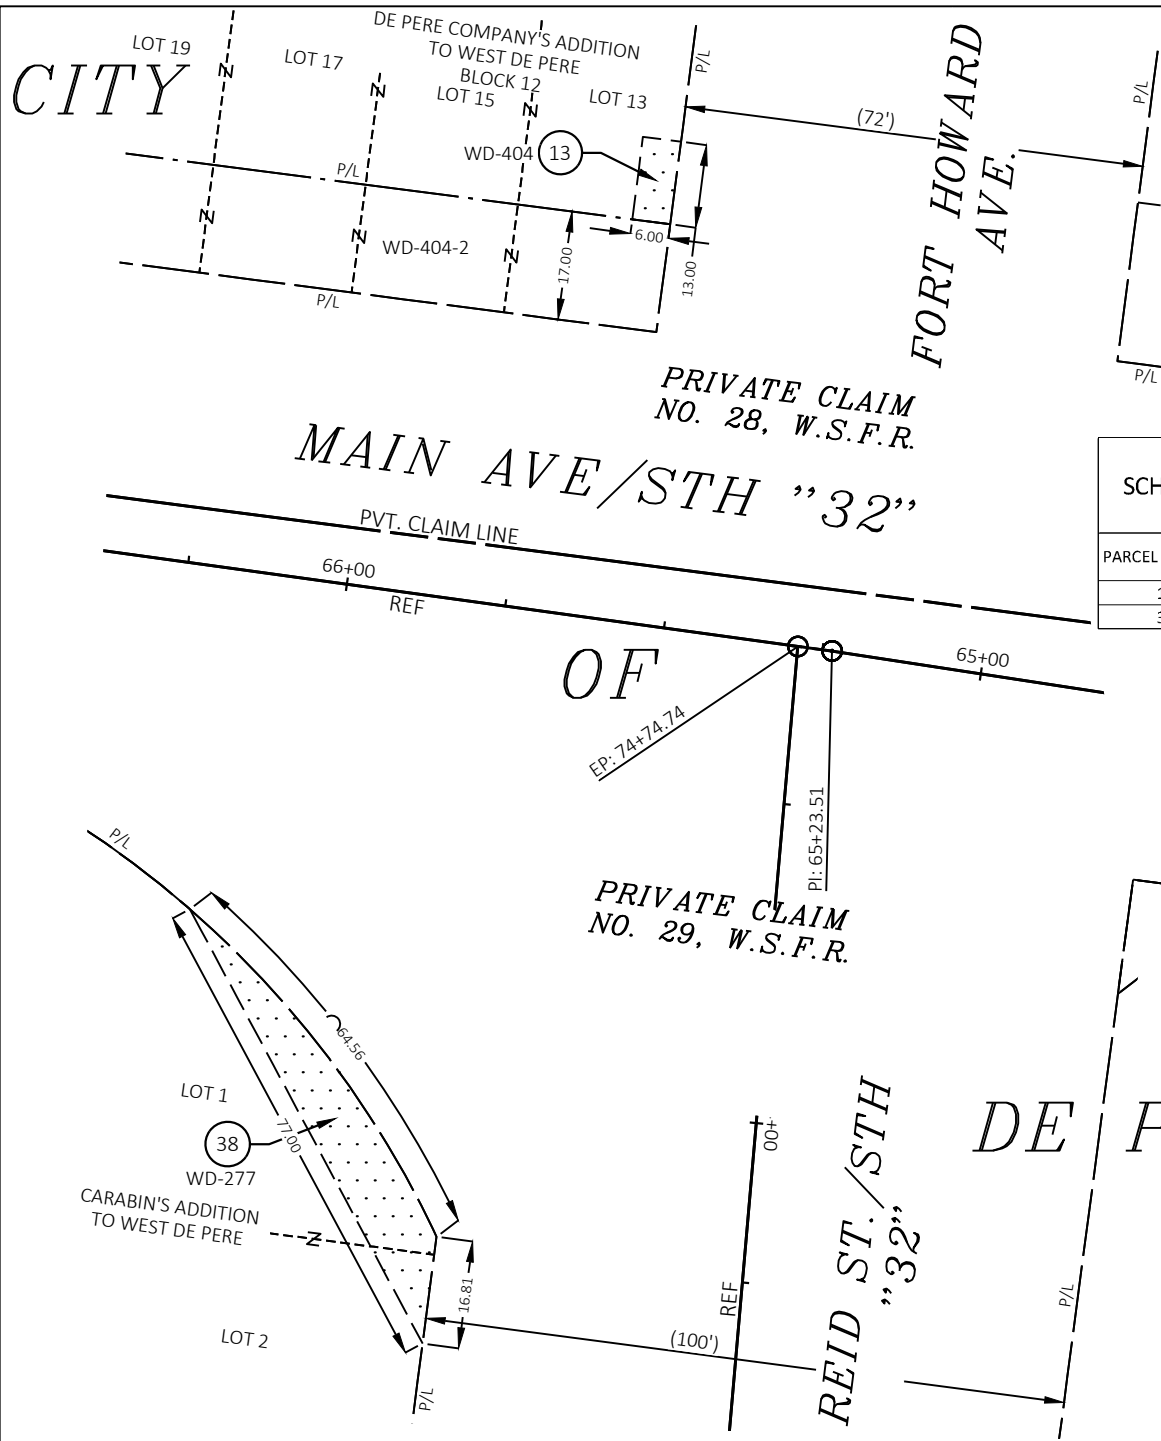 CITY
LOT 19
LOT 17
DE PERE COMPANY'S ADDITION
TO WEST DE PERE
BLOCK 12
LOT 15
LOT 13
P/L
(72')
FORT HOWARD
AVE.
P/L
WD-404
13
P/L
WD-404-2
17.00
6.00
13.00
P/L
P/L
PRIVATE CLAIM
NO. 28, W.S.F.R.
MAIN AVE/STH "32"
SCH
PARCEL
PVT. CLAIM LINE
66+00
REF
65+00
OF
EP: 74+74.74
PI: 65+23.51
P/L
PRIVATE CLAIM
NO. 29, W.S.F.R.
64.56
77.00
LOT 1
38
WD-277
CARABIN'S ADDITION
TO WEST DE PERE
16.81
LOT 2
P/L
(100')
+00
REF
REID ST./STH
"32"
DE P
P/L